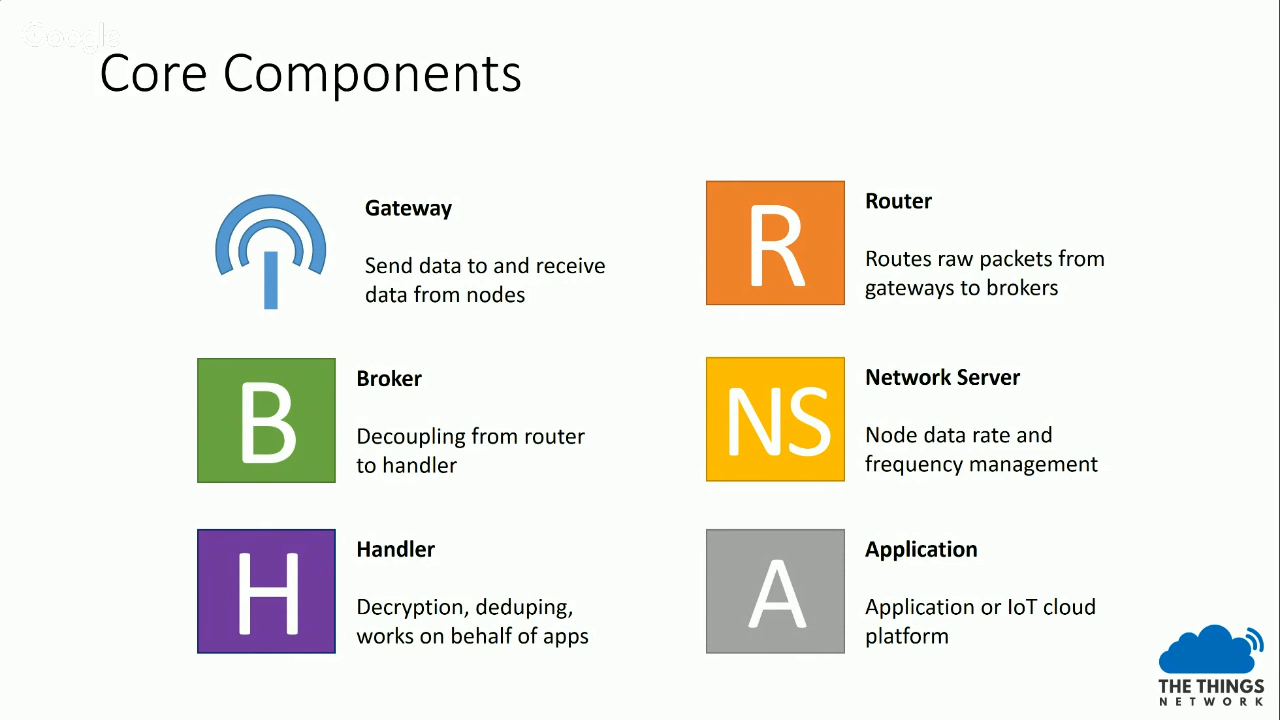 Google
Core Components
Gateway
Send data to and receive
data from nodes
R
Router
Routes raw packets from
gateways to brokers
B
Broker
Decoupling from router
to handler
NS
Network Server
Node data rate and
frequency management
H
Handler
Decryption, deduping,
works on behalf of apps
A
Application
Application or IoT cloud
platform
THE THINGS
NETWORK